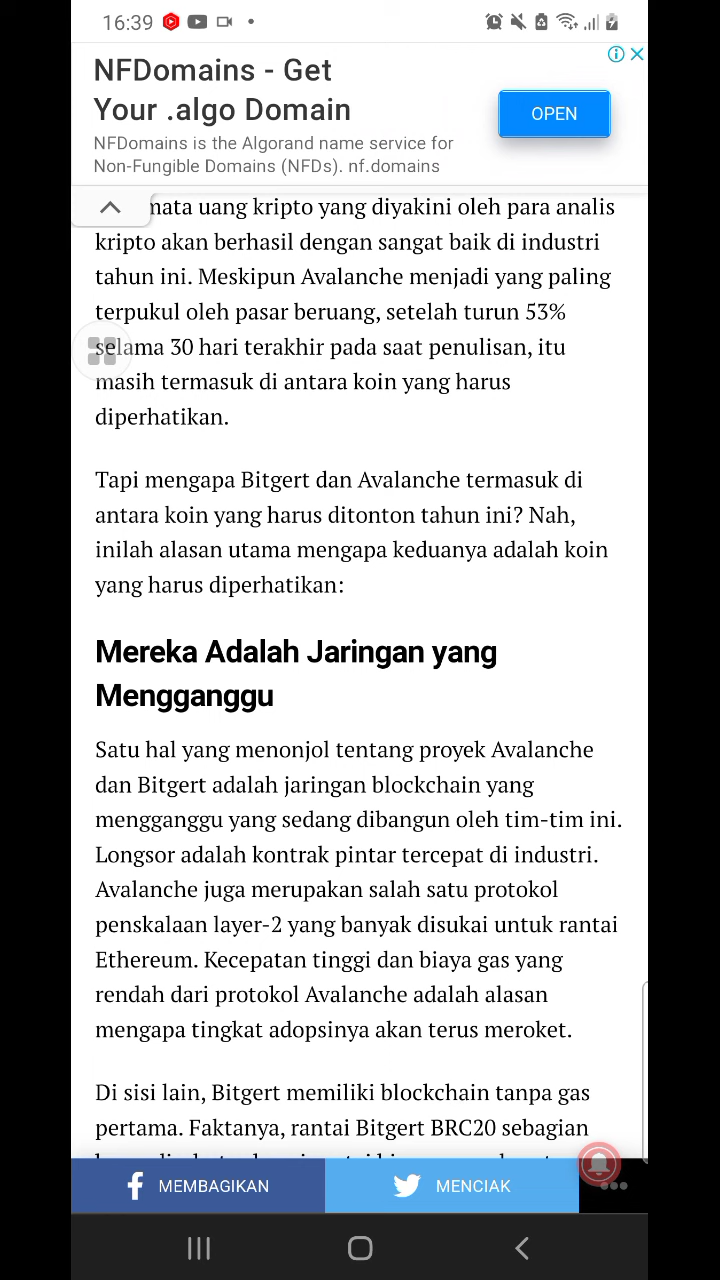 16:39
NFDomains - Get
Your .algo Domain
NFDomains is the Algorand name service for
Non-Fungible Domains (NFDs). nf.domains
OPEN
mata uang kripto yang diyakini oleh para analis
kripto akan berhasil dengan sangat baik di industri
tahun ini. Meskipun Avalanche menjadi yang paling
terpukul oleh pasar beruang, setelah turun 53%
selama 30 hari terakhir pada saat penulisan, itu
masih termasuk di antara koin yang harus
diperhatikan.
Tapi mengapa Bitgert dan Avalanche termasuk di
antara koin yang harus ditonton tahun ini? Nah,
inilah alasan utama mengapa keduanya adalah koin
yang harus diperhatikan:
Mereka Adalah Jaringan yang
Mengganggu
Satu hal yang menonjol tentang proyek Avalanche
dan Bitgert adalah jaringan blockchain yang
mengganggu yang sedang dibangun oleh tim-tim ini.
Longsor adalah kontrak pintar tercepat di industri.
Avalanche juga merupakan salah satu protokol
penskalaan layer-2 yang banyak disukai untuk rantai
Ethereum. Kecepatan tinggi dan biaya gas yang
rendah dari protokol Avalanche adalah alasan
mengapa tingkat adopsinya akan terus meroket.
Di sisi lain, Bitgert memiliki blockchain tanpa gas
pertama. Faktanya, rantai Bitgert BRC20 sebagian
MEMBAGIKAN
MENCIAK